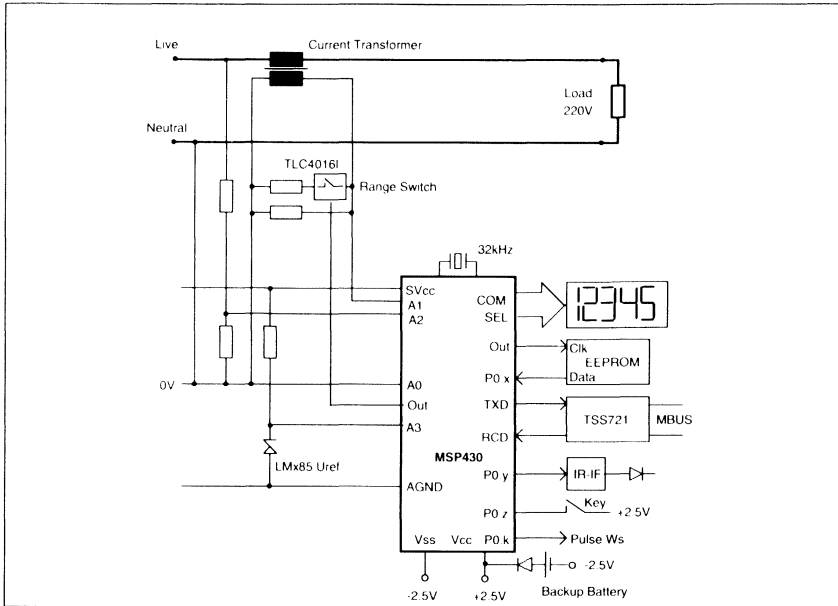 Live
Current Transformer
Load
220V
Neutral
TLC4016I
Range Switch
32kHz
SVcc
A1
A2
COM
SEL
12345
Out
Clk
EEPROM
P0.x
Data
0V
A0
Out
A3
TXD
TSS721
MBUS
RCD
MSP430
LMx85 Uref
AGND
P0.y
IR-IF
P0.z
Key
+2.5V
P0.k
Pulse Ws
Vss
Vcc
-2.5V
-2.5V
+2.5V
Backup Battery